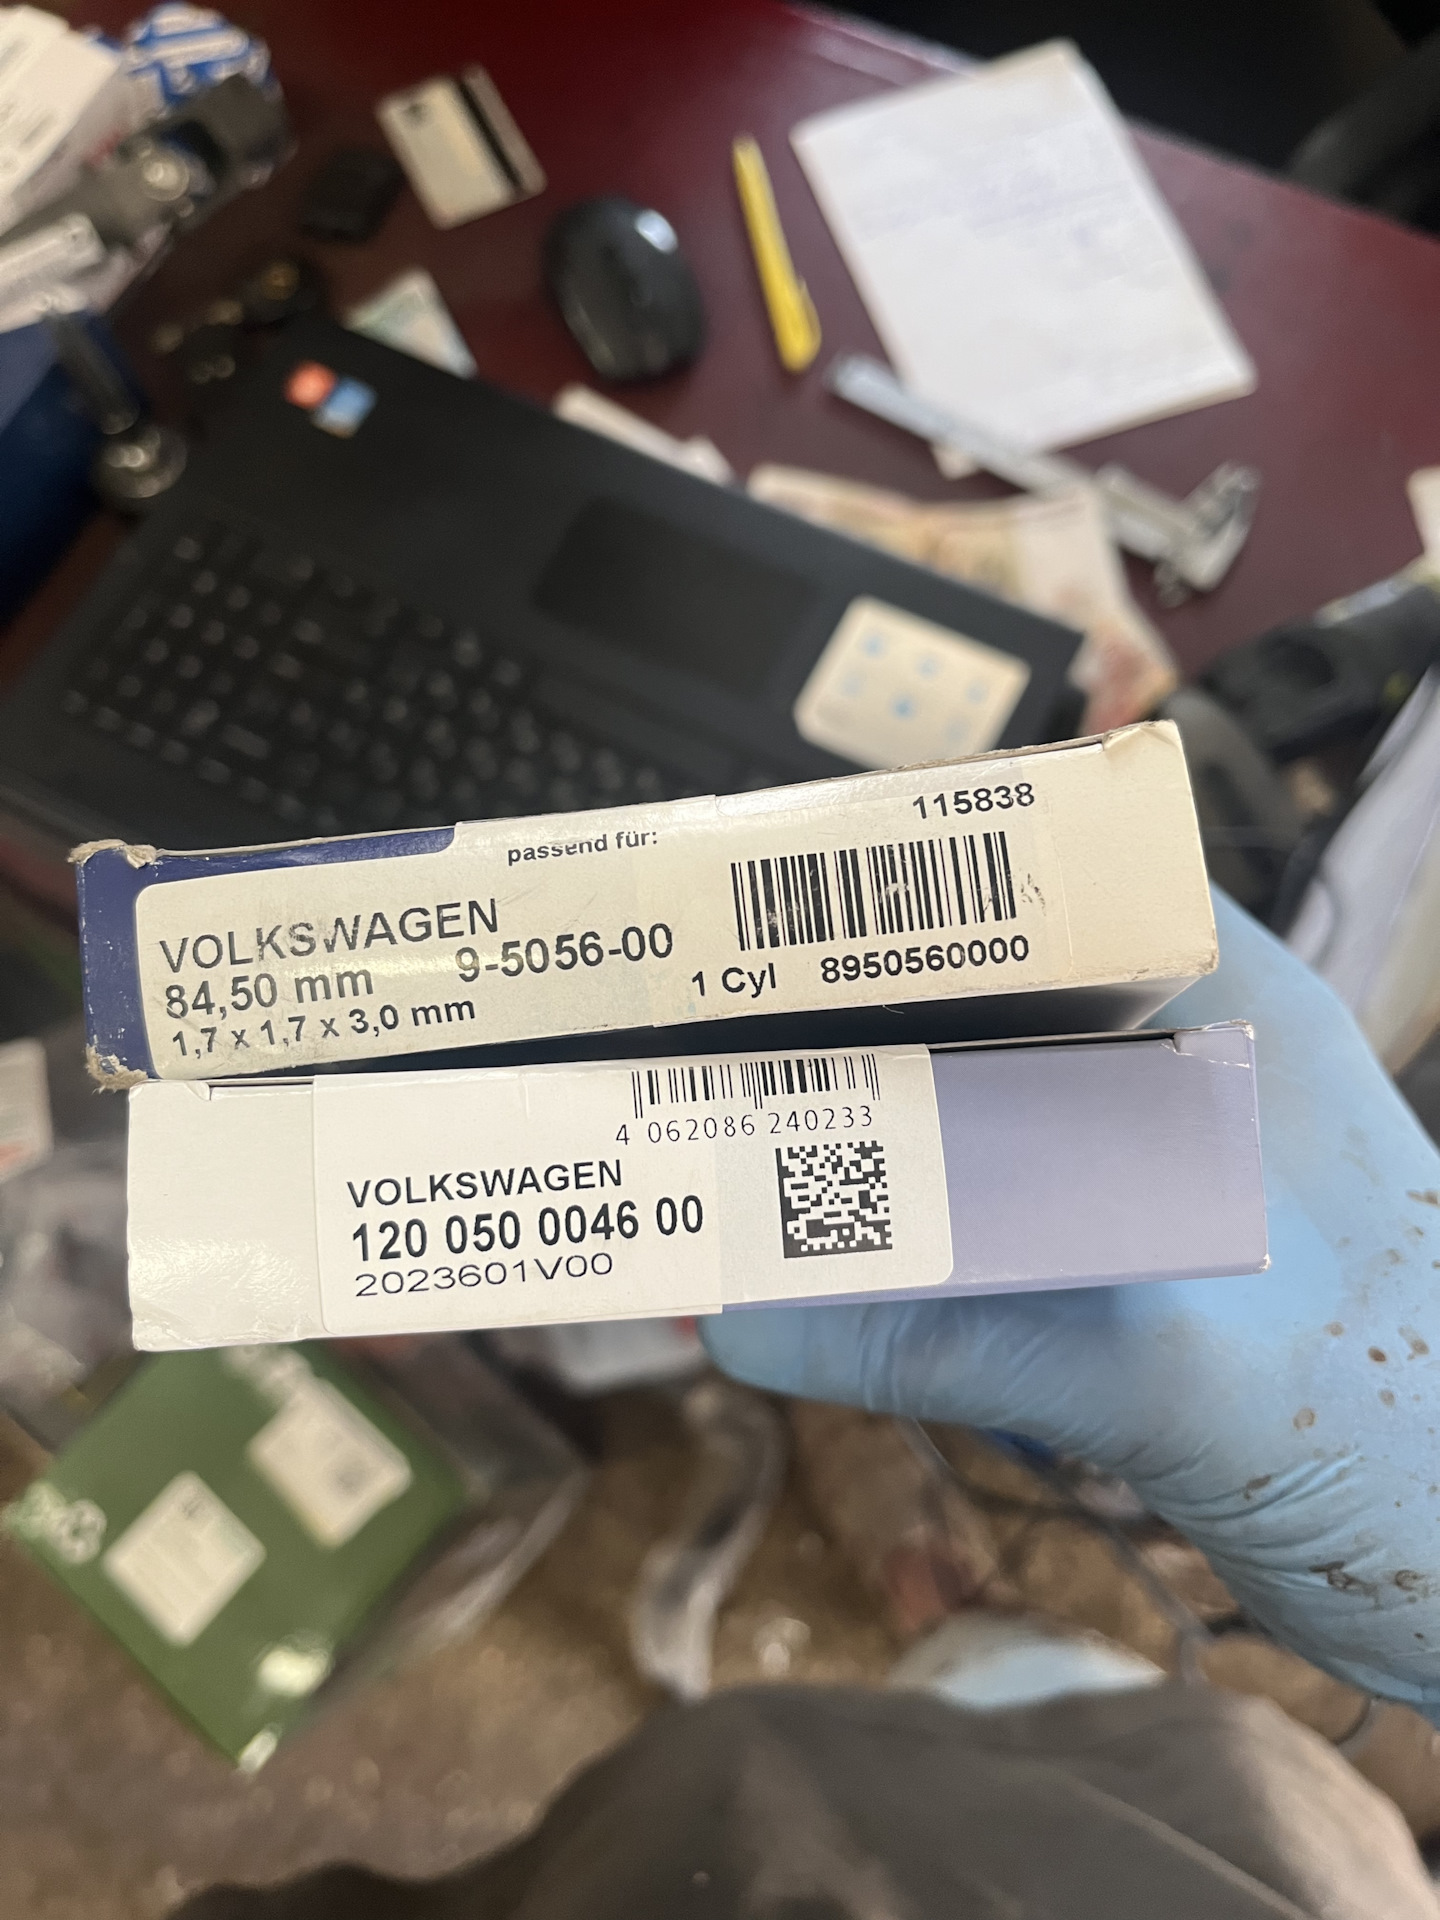 115838
passend für:
VOLKSWAGEN
84,50 mm 9-5056-00
1 Cyl 8950560000
1,7 x 1,7 x 3,0 mm
4 062086 240233
VOLKSWAGEN
120 050 0046 00
2023601V00